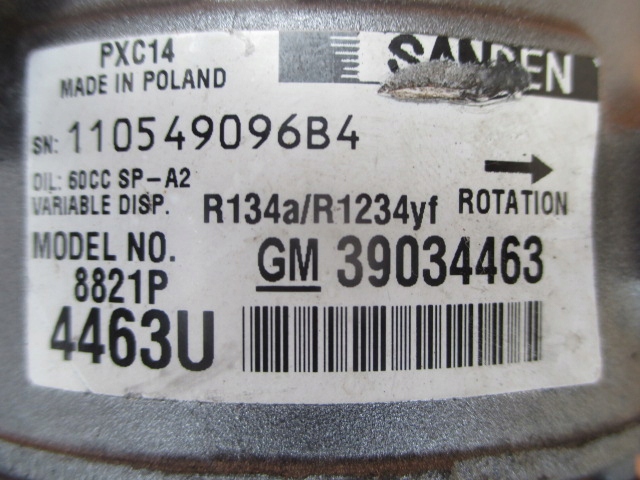 PXC14
MADE IN POLAND
SANDEN
SN: 110549096B4
OIL: 60CC SP-A2
VARIABLE DISP.
R134a/R1234yf
ROTATION
MODEL NO.
8821P
GM 39034463
4463U